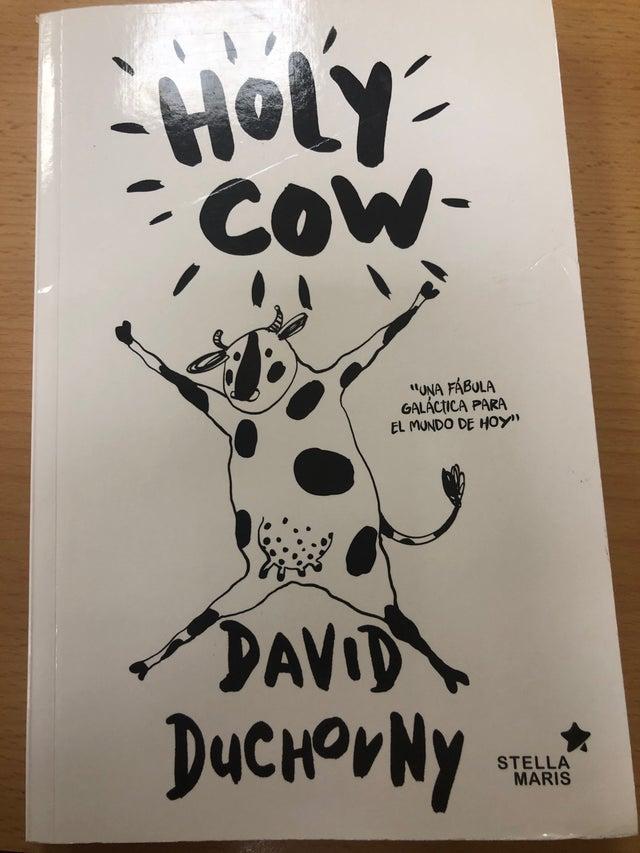 HOLY
COW
"UNA FÁBULA
GALÁCTICA PARA
EL MUNDO DE HOY"
DAVID
DUCHOVNY
STELLA
MARIS